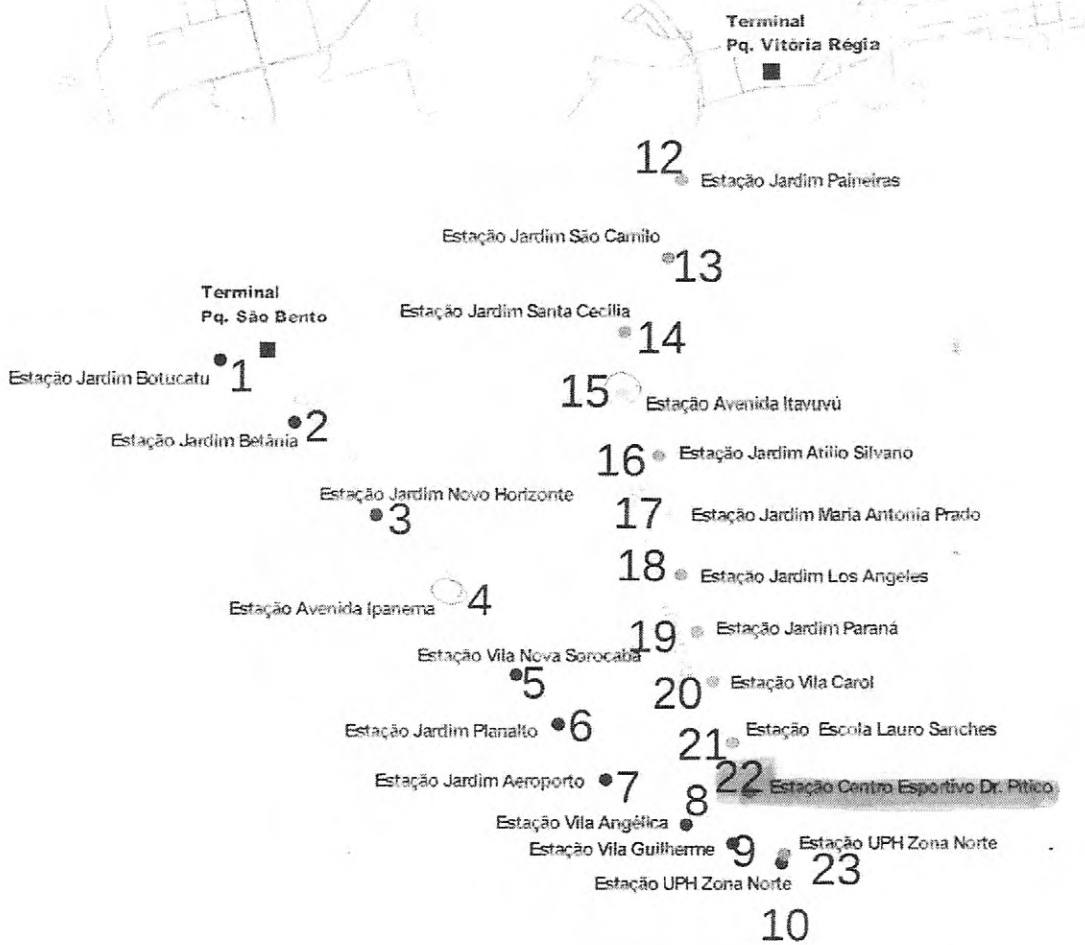 Terminal
Pq. Vitória Régia
12
Estação Jardim Paineiras
Estação Jardim São Camilo
13
Terminal
Pq. São Bento
Estação Jardim Santa Cecília
14
1
Estação Jardim Botucatu
15
Estação Avenida Itavuvú
2
Estação Jardim Betânia
16
Estação Jardim Atilio Silvano
Estação Jardim Novo Horizonte
3
17
Estação Jardim Maria Antonia Prado
18
Estação Jardim Los Angeles
Estação Avenida Ipanema
4
19
Estação Jardim Paraná
Estação Vila Nova Sorocaba
5
20
Estação Vila Carol
Estação Jardim Planalto
6
21
Estação Escola Lauro Sanches
Estação Jardim Aeroporto
7
22
Estação Centro Esportivo Dr. Pitico
8
Estação Vila Angélica
Estação Vila Guilherme
9
Estação UPH Zona Norte
23
Estação UPH Zona Norte
10